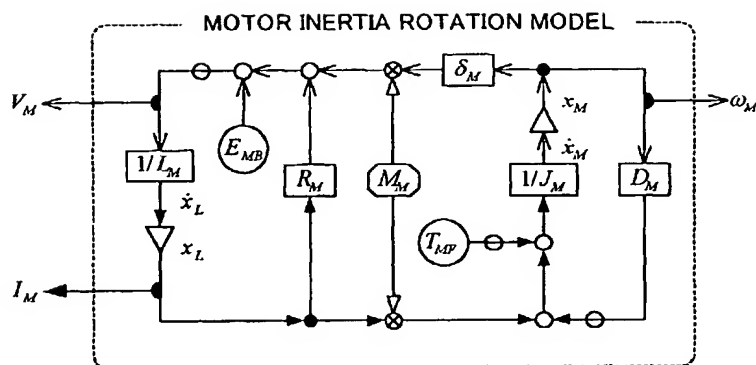 MOTOR INERTIA ROTATION MODEL
δ_M
x_M
V_M
ω_M
E_MB
ẋ_M
1/L_M
R_M
M_M
1/J_M
D_M
ẋ_L
T_MF
x_L
I_M